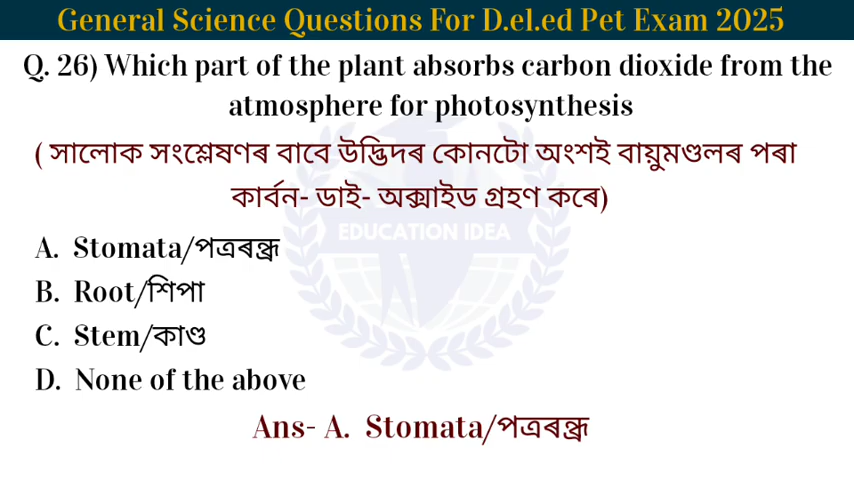 General Science Questions For D.el.ed Pet Exam 2025
Q. 26) Which part of the plant absorbs carbon dioxide from the
atmosphere for photosynthesis
( সালোক সংশ্লেষণৰ বাবে উদ্ভিদৰ কোনটো অংশই বায়ুমণ্ডলৰ পৰা
কাৰ্বন- ডাই- অক্সাইড গ্ৰহণ কৰে)
EDUCATION IDEA
A. Stomata/পত্ৰৰন্ধ্ৰ
B. Root/শিপা
C. Stem/কাণ্ড
D. None of the above
Ans- A. Stomata/পত্ৰৰন্ধ্ৰ